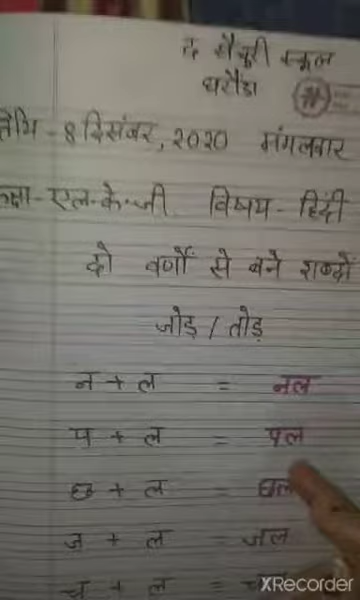 द सैंचुरी स्कूल
घरौंडा
तिथि - 8 दिसंबर, 2020 मंगलवार
कक्षा - एल.के.जी विषय - हिंदी
दो वर्णों से बने शब्दों
जोड़ / तोड़
न + ल = नल
प + ल = पल
छ + ल = छल
ज + ल = जल
च + ल =
XRecorder